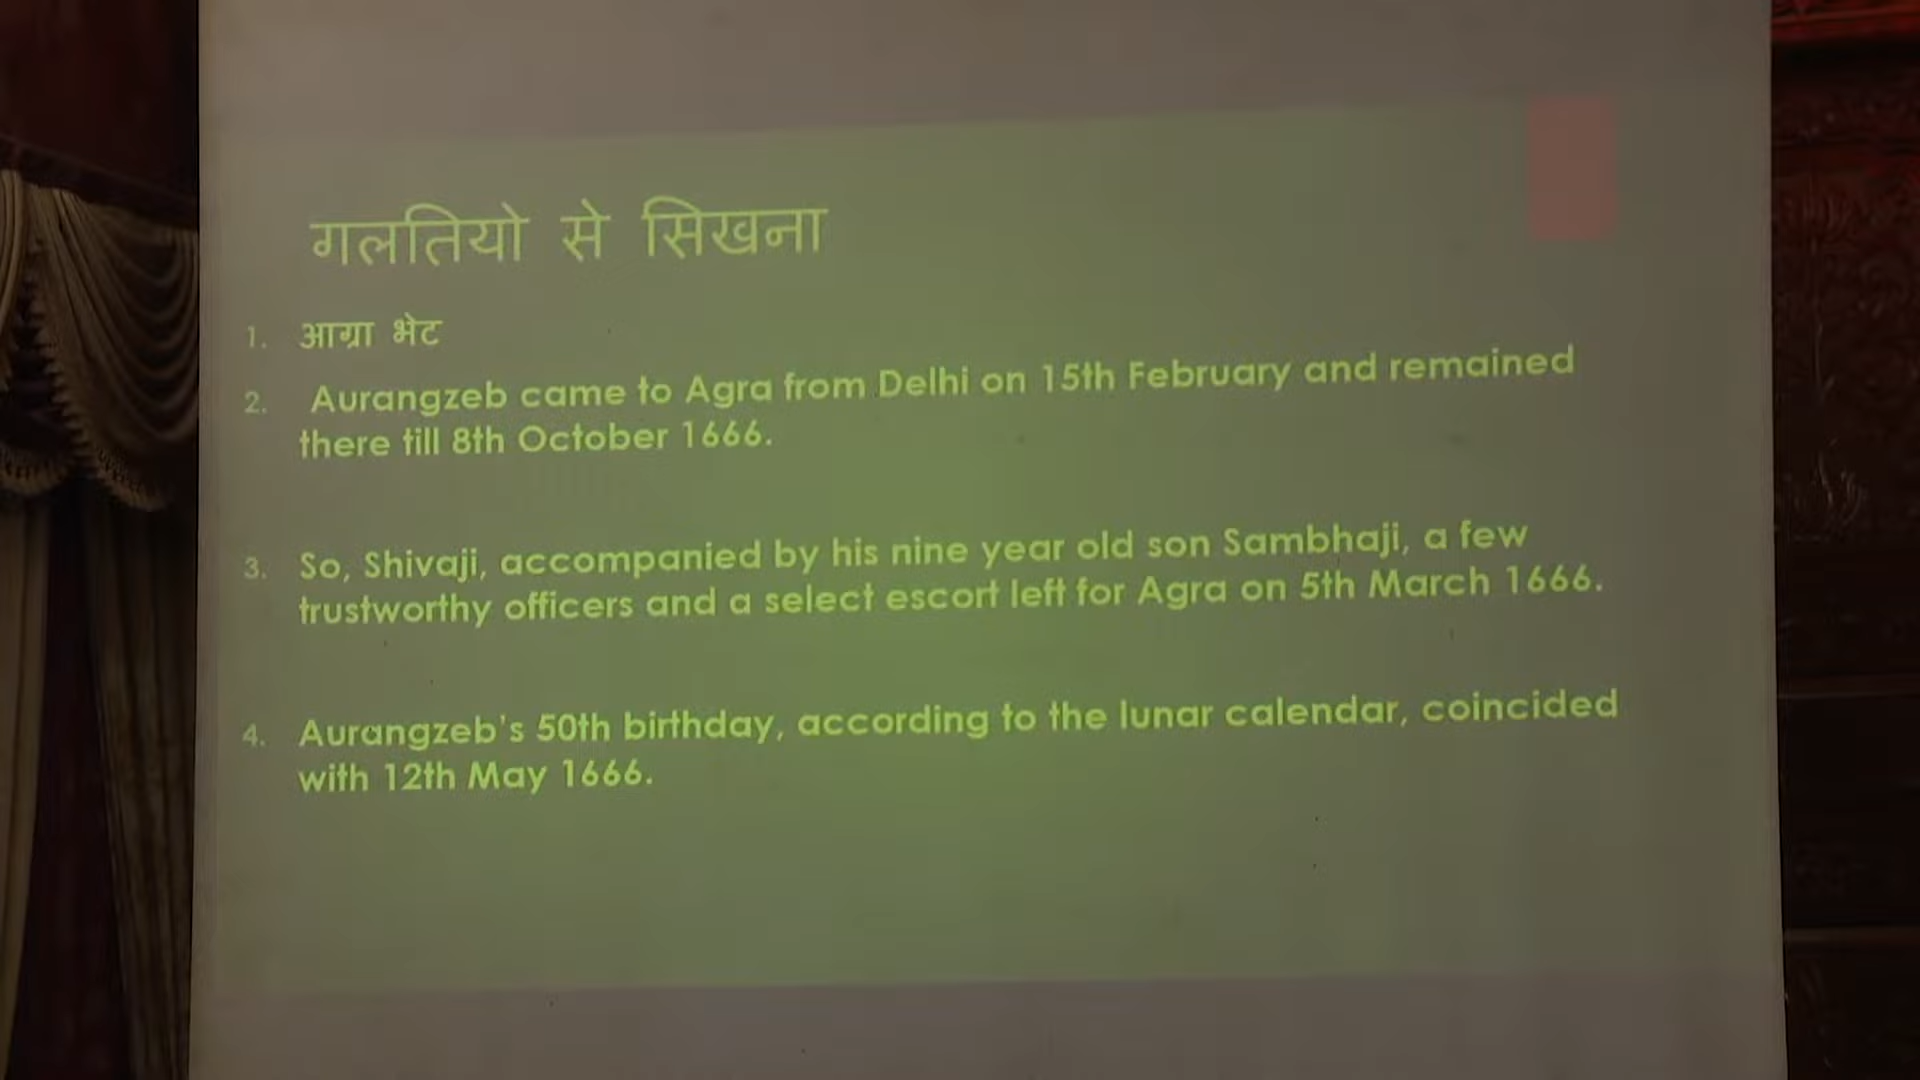 गलतियो से सिखना
1. आग्रा भेट
2. Aurangzeb came to Agra from Delhi on 15th February and remained
there till 8th October 1666.
3. So, Shivaji, accompanied by his nine year old son Sambhaji, a few
trustworthy officers and a select escort left for Agra on 5th March 1666.
4. Aurangzeb's 50th birthday, according to the lunar calendar, coincided
with 12th May 1666.